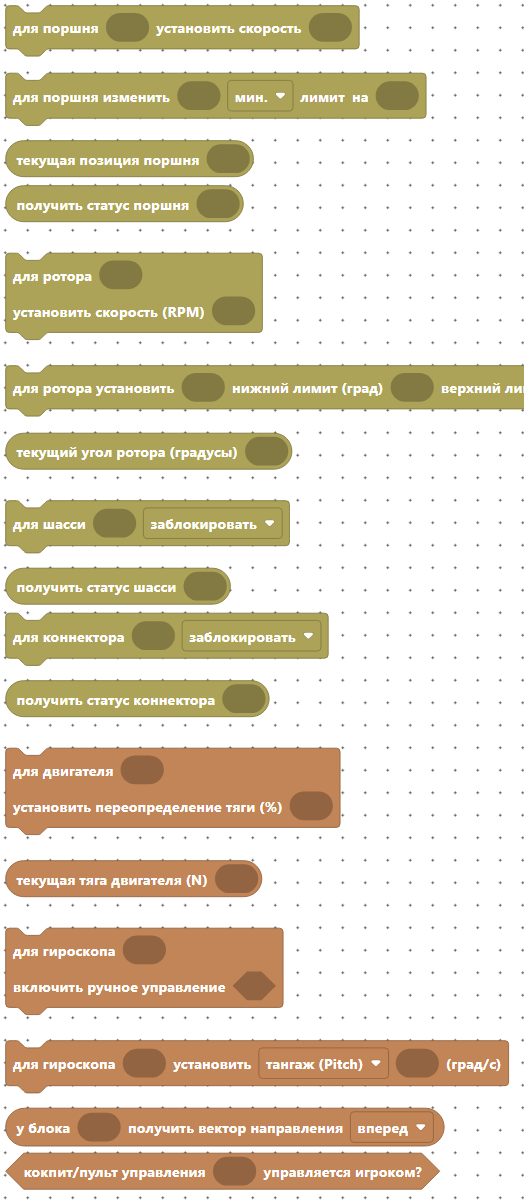 для поршня установить скорость
для поршня изменить мин. лимит на
текущая позиция поршня
получить статус поршня
для ротора
установить скорость (RPM)
для ротора установить нижний лимит (град) верхний
текущий угол ротора (градусы)
для шасси заблокировать
получить статус шасси
для коннектора заблокировать
получить статус коннектора
для двигателя
установить переопределение тяги (%)
текущая тяга двигателя (N)
для гироскопа
включить ручное управление
для гироскопа установить тангаж (Pitch) (град/с)
у блока получить вектор направления вперед
кокпит/пульт управления управляется игроком?